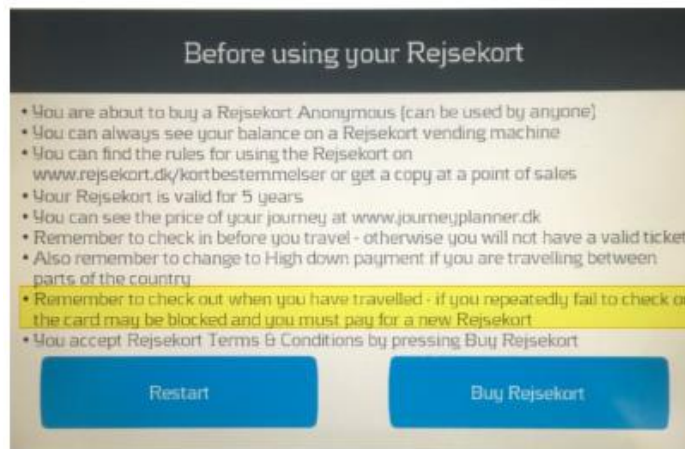 Before using your Rejsekort
• You are about to buy a Rejsekort Anonymous (can be used by anyone)
• You can always see your balance on a Rejsekort vending machine
• You can find the rules for using the Rejsekort on
www.rejsekort.dk/kortbestemmelser or get a copy at a point of sales
• Your Rejsekort is valid for 5 years
• You can see the price of your journey at www.journeyplanner.dk
• Remember to check in before you travel - otherwise you will not have a valid ticket
• Also remember to change to High down payment if you are travelling between
parts of the country
• Remember to check out when you have travelled - if you repeatedly fail to check
the card may be blocked and you must pay for a new Rejsekort
• You accept Rejsekort Terms & Conditions by pressing Buy Rejsekort
Restart
Buy Rejsekort